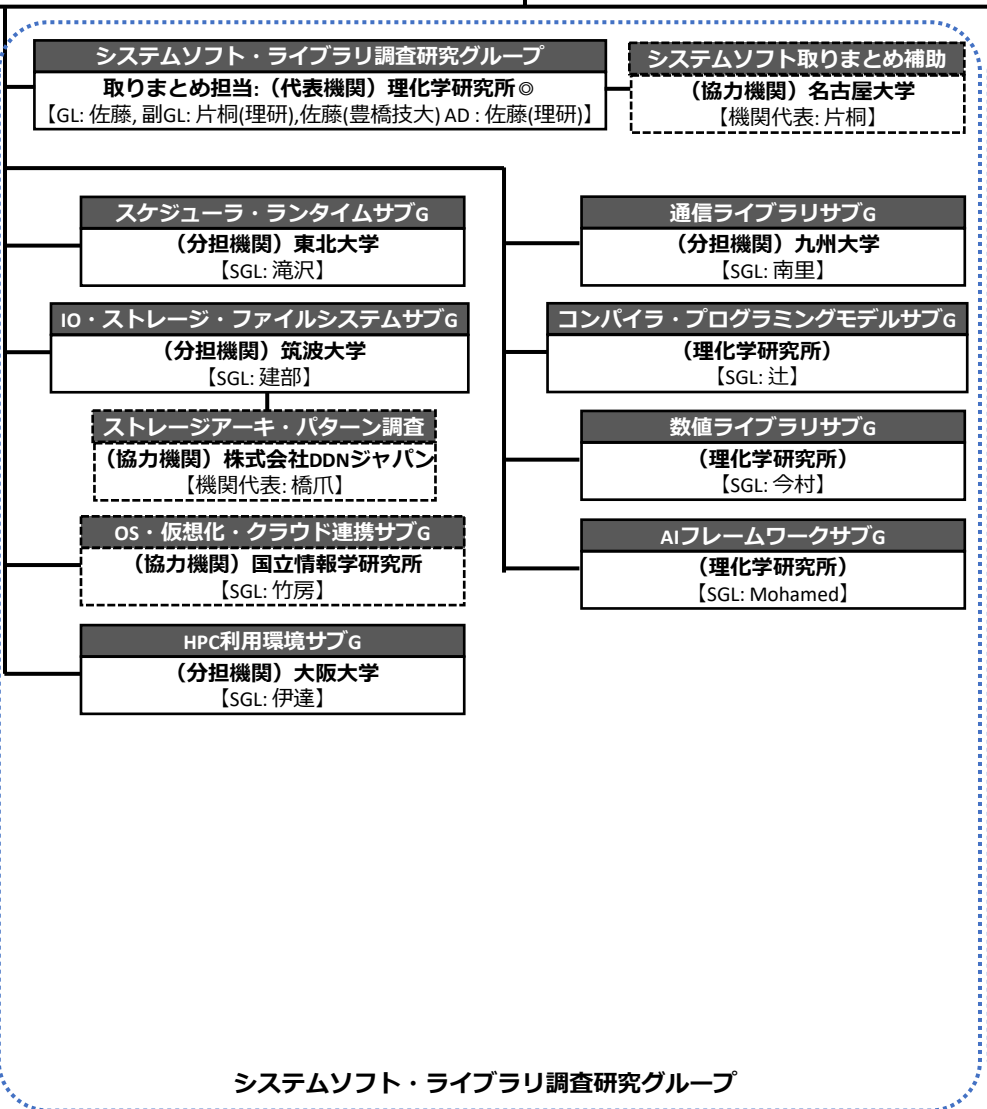 システムソフト・ライブラリ調査研究グループ
取りまとめ担当:（代表機関）理化学研究所◎
【GL: 佐藤, 副GL: 片桐(理研),佐藤(豊橋技大) AD : 佐藤(理研)】
システムソフト取りまとめ補助
（協力機関）名古屋大学
【機関代表: 片桐】
スケジューラ・ランタイムサブG
（分担機関）東北大学
【SGL: 滝沢】
通信ライブラリサブG
（分担機関）九州大学
【SGL: 南里】
IO・ストレージ・ファイルシステムサブG
（分担機関）筑波大学
【SGL: 建部】
コンパイラ・プログラミングモデルサブG
（理化学研究所）
【SGL: 辻】
ストレージアーキ・パターン調査
（協力機関）株式会社DDNジャパン
【機関代表: 橋爪】
数値ライブラリサブG
（理化学研究所）
【SGL: 今村】
OS・仮想化・クラウド連携サブG
（協力機関）国立情報学研究所
【SGL: 竹房】
AIフレームワークサブG
（理化学研究所）
【SGL: Mohamed】
HPC利用環境サブG
（分担機関）大阪大学
【SGL: 伊達】
システムソフト・ライブラリ調査研究グループ